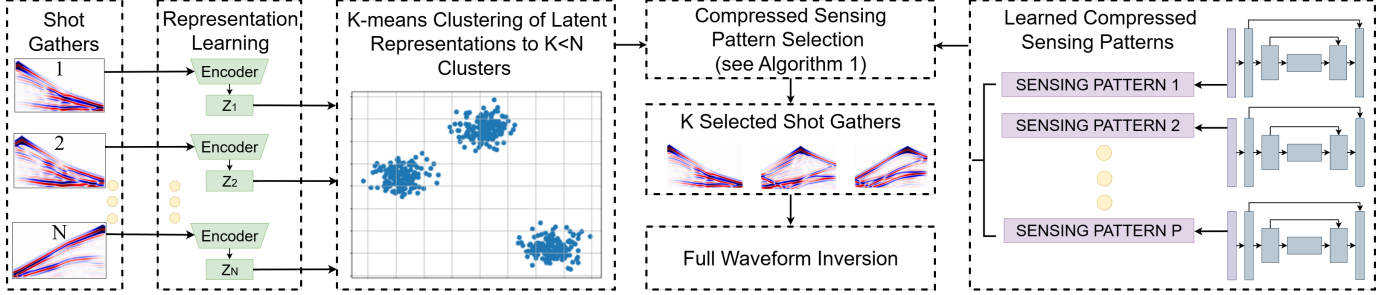 Shot
Gathers
1
2
N
Representation
Learning
Encoder
Z1
Encoder
Z2
Encoder
ZN
K-means Clustering of Latent
Representations to K<N
Clusters
Compressed Sensing
Pattern Selection
(see Algorithm 1)
K Selected Shot Gathers
Full Waveform Inversion
Learned Compressed
Sensing Patterns
SENSING PATTERN 1
SENSING PATTERN 2
SENSING PATTERN P